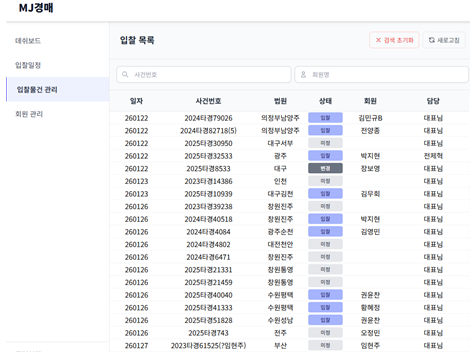 MJ경매
데쉬보드
입찰일정
입찰물건 관리
회원 관리
입찰 목록
✕ 검색 초기화
새로고침
사건번호
회원명
일자 사건번호 법원 상태 회원 담당
260122 2024타경79026 의정부남양주 입찰 김민규B 대표님
260122 2024타경82718(5) 의정부남양주 입찰 전양종 대표님
260122 2025타경30950 대구서부 미정 대표님
260122 2025타경32533 광주 입찰 박지현 전제혁
260122 2025타경8533 대구 변경 장보영 대표님
260123 2023타경14386 인천 미정 대표님
260123 2025타경10939 대구김천 입찰 김무회 대표님
260126 2023타경39238 창원진주 미정 대표님
260126 2024타경40518 창원진주 입찰 박지현 대표님
260126 2024타경4084 광주순천 입찰 김영민 대표님
260126 2024타경4802 대전천안 미정 대표님
260126 2024타경6471 창원진주 미정 대표님
260126 2025타경21331 창원통영 미정 대표님
260126 2025타경21459 창원통영 미정 대표님
260126 2025타경40040 수원평택 입찰 권윤찬 대표님
260126 2025타경41333 수원평택 입찰 황혜정 대표님
260126 2025타경51828 수원성남 입찰 권윤찬 대표님
260126 2025타경743 전주 미정 오정민 대표님
260127 2023타경61525(?임현주) 부산 미정 임현주 대표님